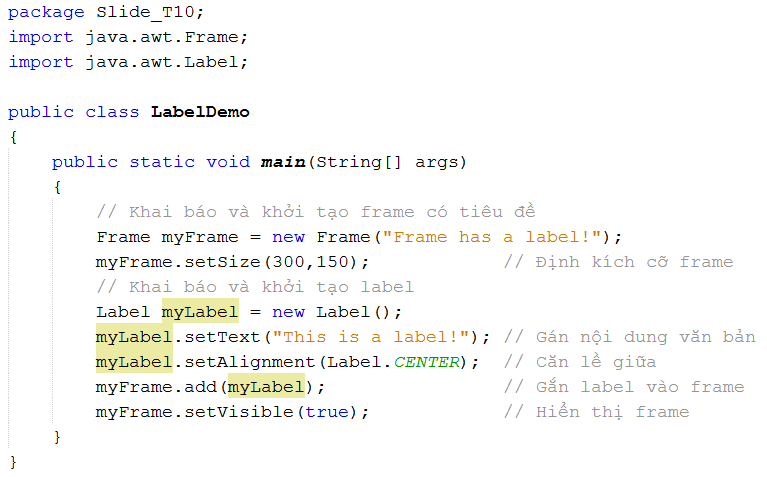 package Slide_T10;
import java.awt.Frame;
import java.awt.Label;

public class LabelDemo
{
    public static void main(String[] args)
    {
        // Khai báo và khởi tạo frame có tiêu đề
        Frame myFrame = new Frame("Frame has a label!");
        myFrame.setSize(300,150);            // Định kích cỡ frame
        // Khai báo và khởi tạo label
        Label myLabel = new Label();
        myLabel.setText("This is a label!"); // Gán nội dung văn bản
        myLabel.setAlignment(Label.CENTER);  // Căn lề giữa
        myFrame.add(myLabel);                // Gắn label vào frame
        myFrame.setVisible(true);            // Hiển thị frame
    }
}